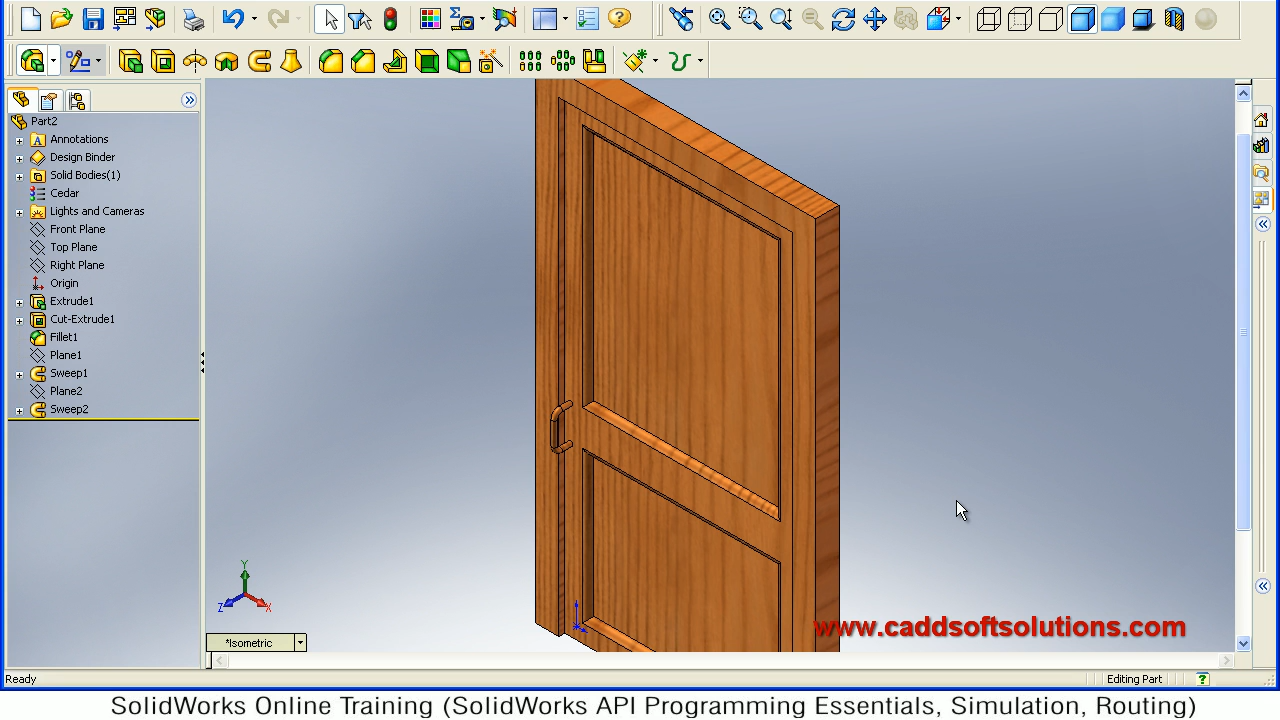 Part2
Annotations
Design Binder
Solid Bodies(1)
Cedar
Lights and Cameras
Front Plane
Top Plane
Right Plane
Origin
Extrude1
Cut-Extrude1
Fillet1
Plane1
Sweep1
Plane2
Sweep2
Y
Z
X
*Isometric
www.caddsoftsolutions.com
Ready
Editing Part
SolidWorks Online Training (SolidWorks API Programming Essentials, Simulation, Routing)